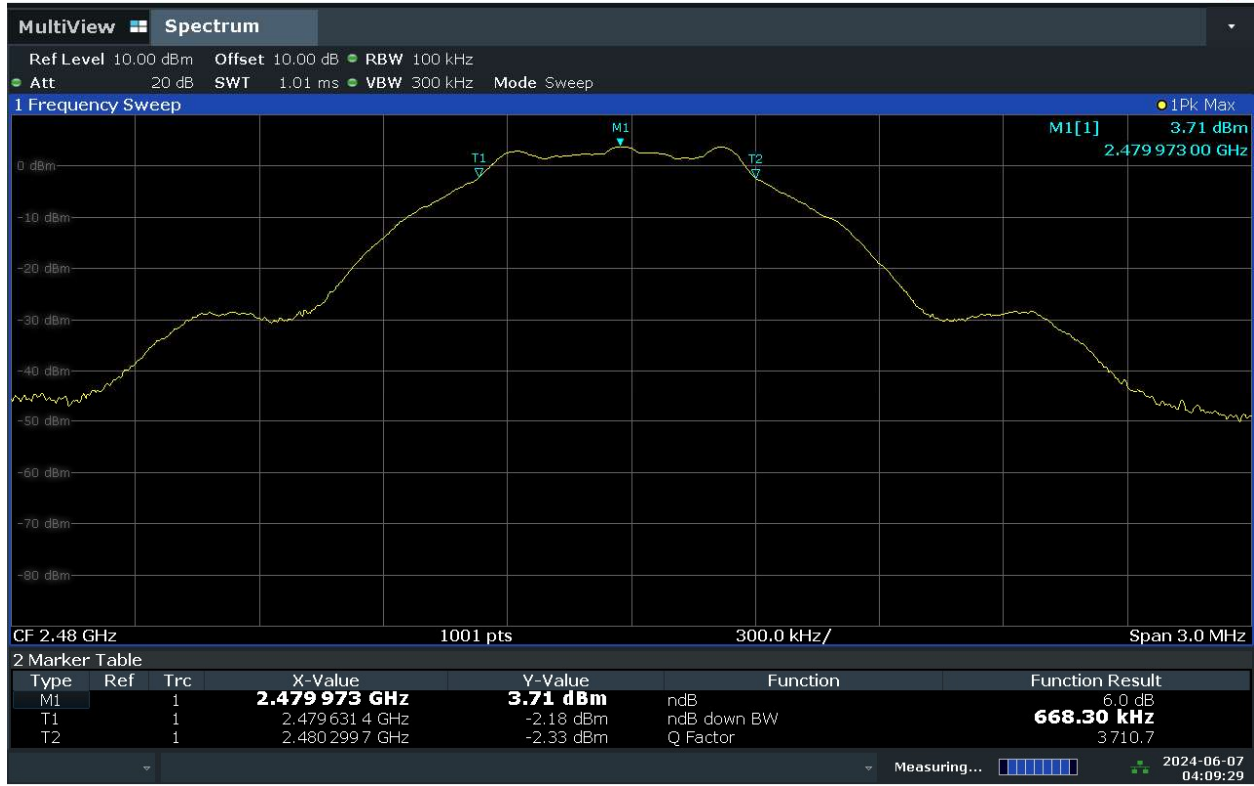 MultiView Spectrum
Ref Level 10.00 dBm Offset 10.00 dB RBW 100 kHz
Att 20 dB SWT 1.01 ms VBW 300 kHz Mode Sweep
1 Frequency Sweep 1Pk Max
M1 M1[1] 3.71 dBm
2.479 973 00 GHz
T1 T2
0 dBm
-10 dBm
-20 dBm
-30 dBm
-40 dBm
-50 dBm
-60 dBm
-70 dBm
-80 dBm
CF 2.48 GHz 1001 pts 300.0 kHz/ Span 3.0 MHz
2 Marker Table
Type Ref Trc X-Value Y-Value Function Function Result
M1 1 2.479 973 GHz 3.71 dBm ndB 6.0 dB
T1 1 2.479 631 4 GHz -2.18 dBm ndB down BW 668.30 kHz
T2 1 2.480 299 7 GHz -2.33 dBm Q Factor 3 710.7
Measuring... 2024-06-07
04:09:29